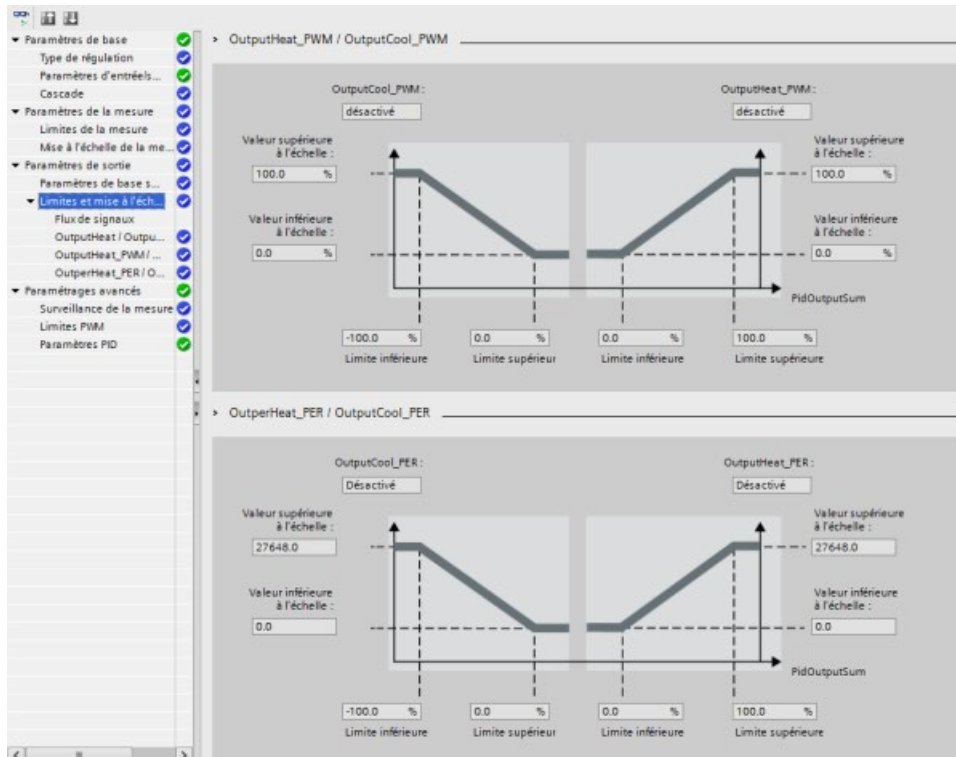 Paramètres de base
Type de régulation
Paramètres d'entrée/s...
Cascade
Paramètres de la mesure
Limites de la mesure
Mise à l'échelle de la me...
Paramètres de sortie
Paramètres de base s...
Limites et mise à l'éch...
Flux de signaux
OutputHeat / Outpu...
OutputHeat_PWM / ...
OutperHeat_PER / O...
Paramétrages avancés
Surveillance de la mesure
Limites PWM
Paramètres PID
OutputHeat_PWM / OutputCool_PWM
OutputCool_PWM :
désactivé
OutputHeat_PWM :
désactivé
Valeur supérieure
à l'échelle :
100.0 %
Valeur supérieure
à l'échelle :
100.0 %
Valeur inférieure
à l'échelle :
0.0 %
Valeur inférieure
à l'échelle :
0.0 %
PidOutputSum
-100.0 % 0.0 % 0.0 % 100.0 %
Limite inférieure Limite supérieur Limite inférieure Limite supérieure
OutperHeat_PER / OutputCool_PER
OutputCool_PER :
Désactivé
OutputHeat_PER :
Désactivé
Valeur supérieure
à l'échelle :
27648.0
Valeur supérieure
à l'échelle :
27648.0
Valeur inférieure
à l'échelle :
0.0
Valeur inférieure
à l'échelle :
0.0
PidOutputSum
-100.0 % 0.0 % 0.0 % 100.0 %
Limite inférieure Limite supérieur Limite inférieure Limite supérieure